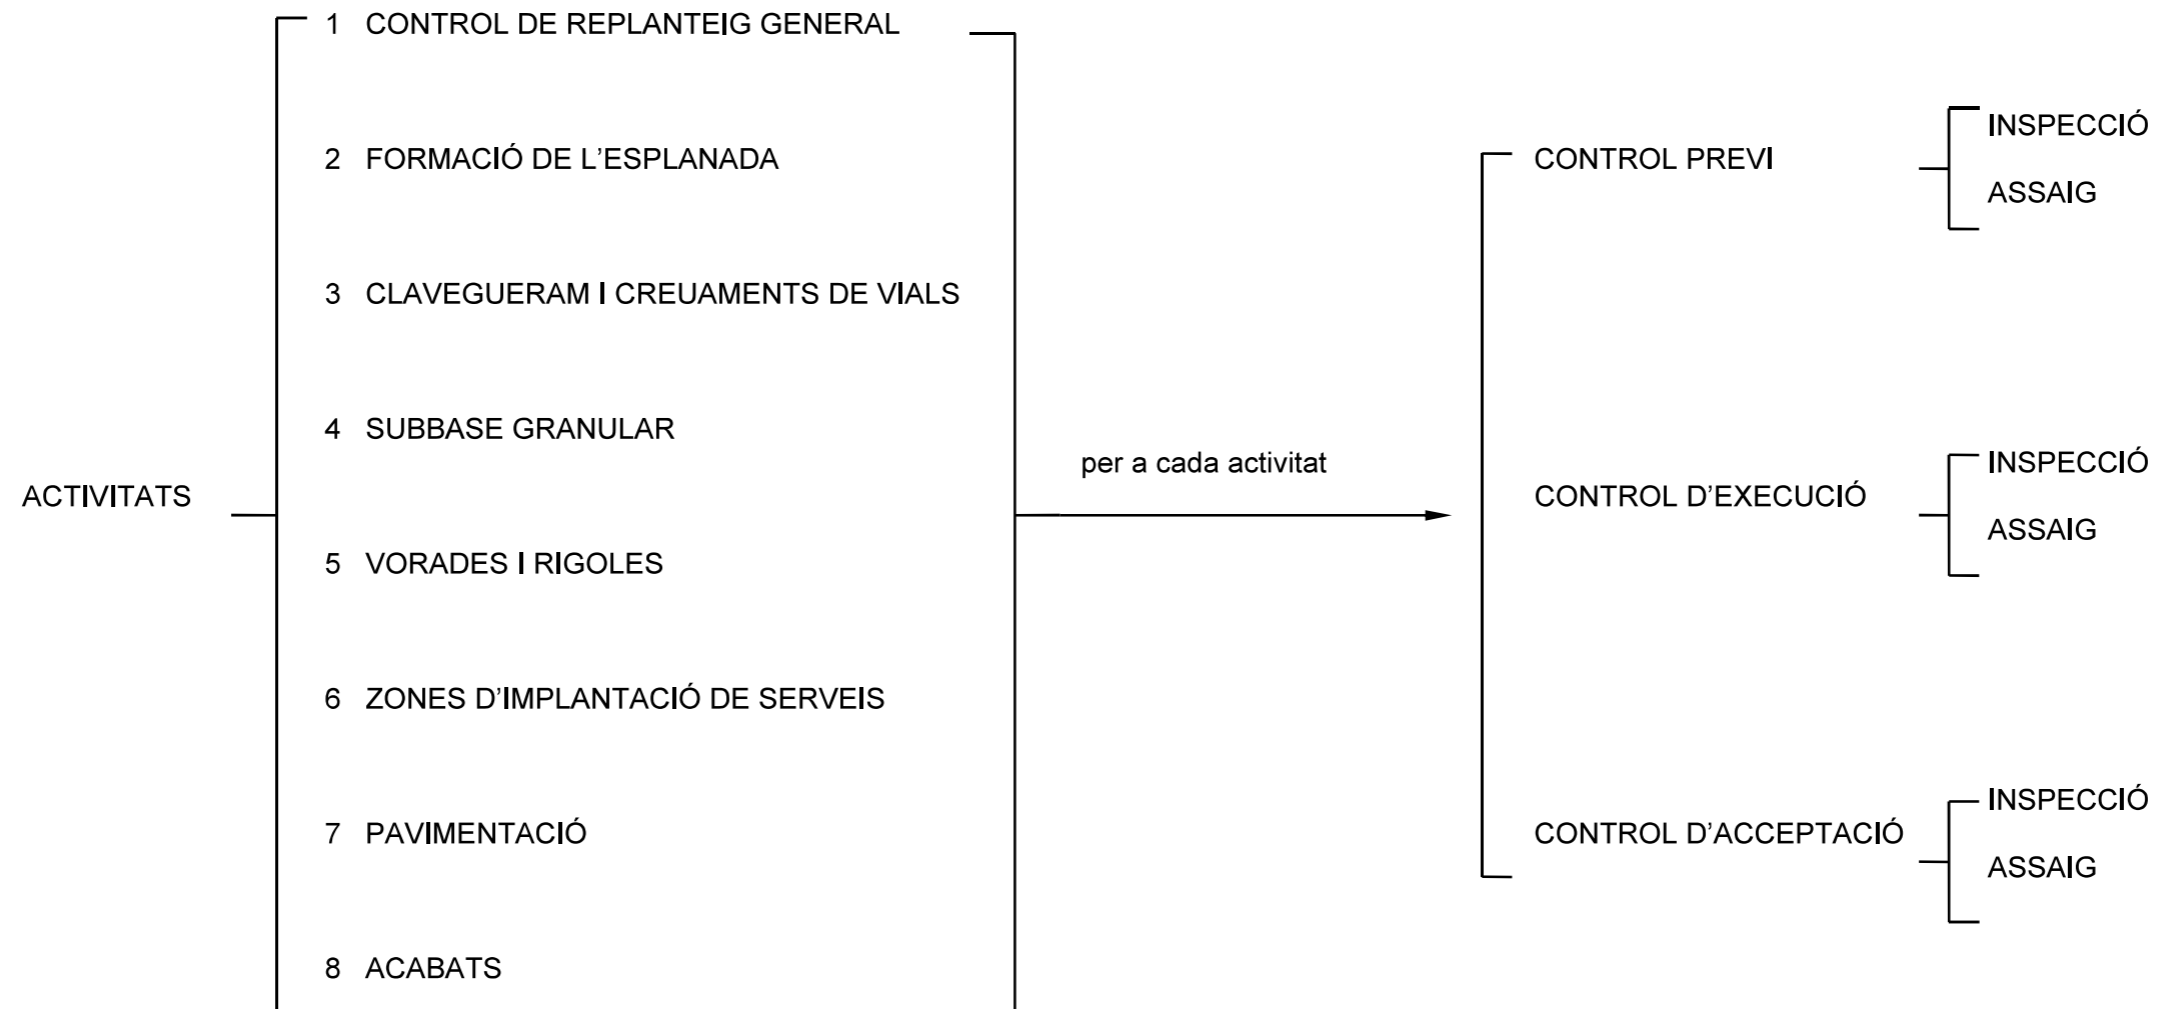 1 CONTROL DE REPLANTEIG GENERAL
2 FORMACIÓ DE L’ESPLANADA
3 CLAVEGUERAM I CREUAMENTS DE VIALS
4 SUBBASE GRANULAR
ACTIVITATS
5 VORADES I RIGOLES
6 ZONES D’IMPLANTACIÓ DE SERVEIS
7 PAVIMENTACIÓ
8 ACABATS
per a cada activitat
CONTROL PREVI
INSPECCIÓ
ASSAIG
CONTROL D’EXECUCIÓ
INSPECCIÓ
ASSAIG
CONTROL D’ACCEPTACIÓ
INSPECCIÓ
ASSAIG